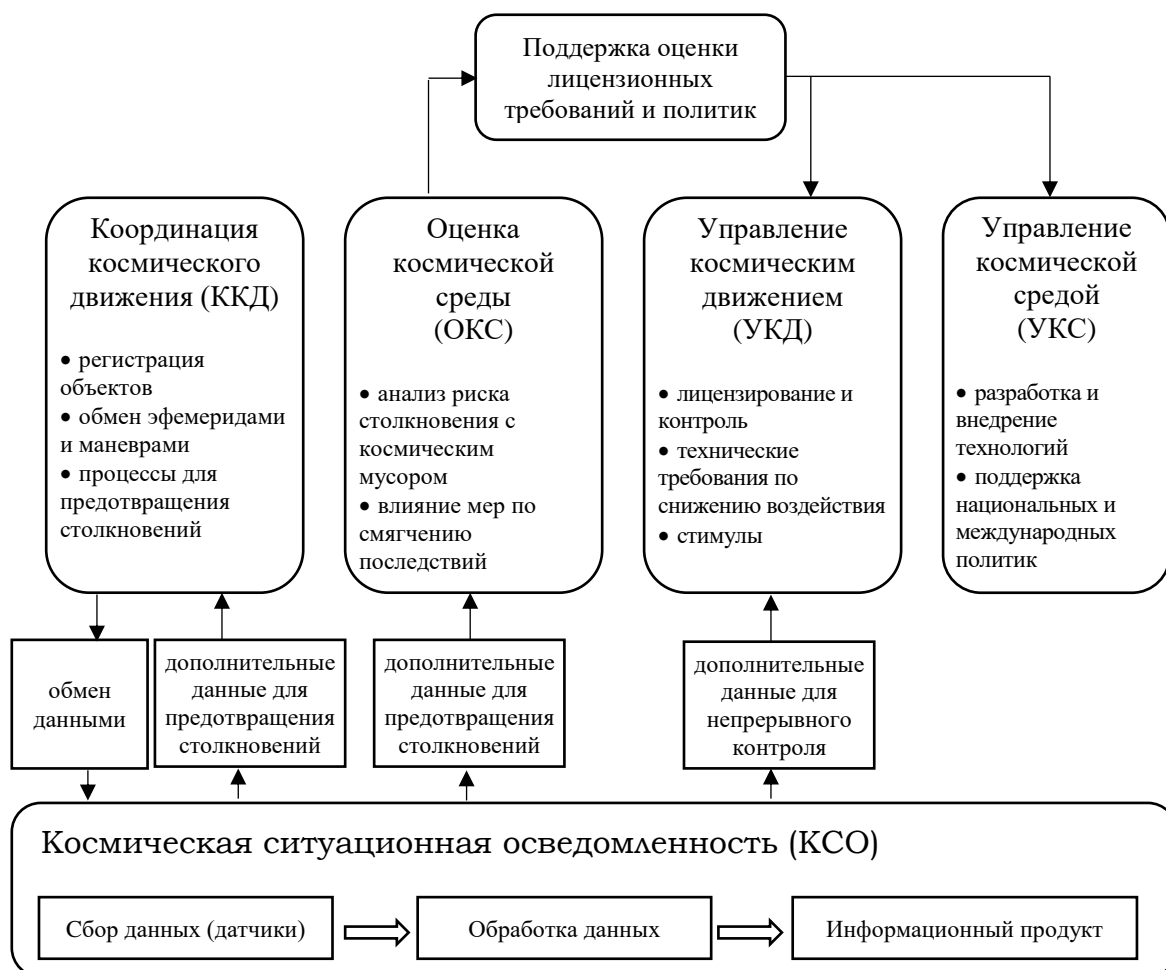 Поддержка оценки
лицензионных
требований и политик
Координация
космического
движения (ККД)
• регистрация
объектов
• обмен эфемеридами
и маневрами
• процессы для
предотвращения
столкновений
Оценка
космической
среды
(ОКС)
• анализ риска
столкновения с
космическим
мусором
• влияние мер по
смягчению
последствий
Управление
космическим
движением
(УКД)
• лицензирование и
контроль
• технические
требования по
снижению воздействия
• стимулы
Управление
космической
средой
(УКС)
• разработка и
внедрение
технологий
• поддержка
национальных и
международных
политик
обмен
данными
дополнительные
данные для
предотвращения
столкновений
дополнительные
данные для
предотвращения
столкновений
дополнительные
данные для
непрерывного
контроля
Космическая ситуационная осведомленность (КСО)
Сбор данных (датчики)
Обработка данных
Информационный продукт